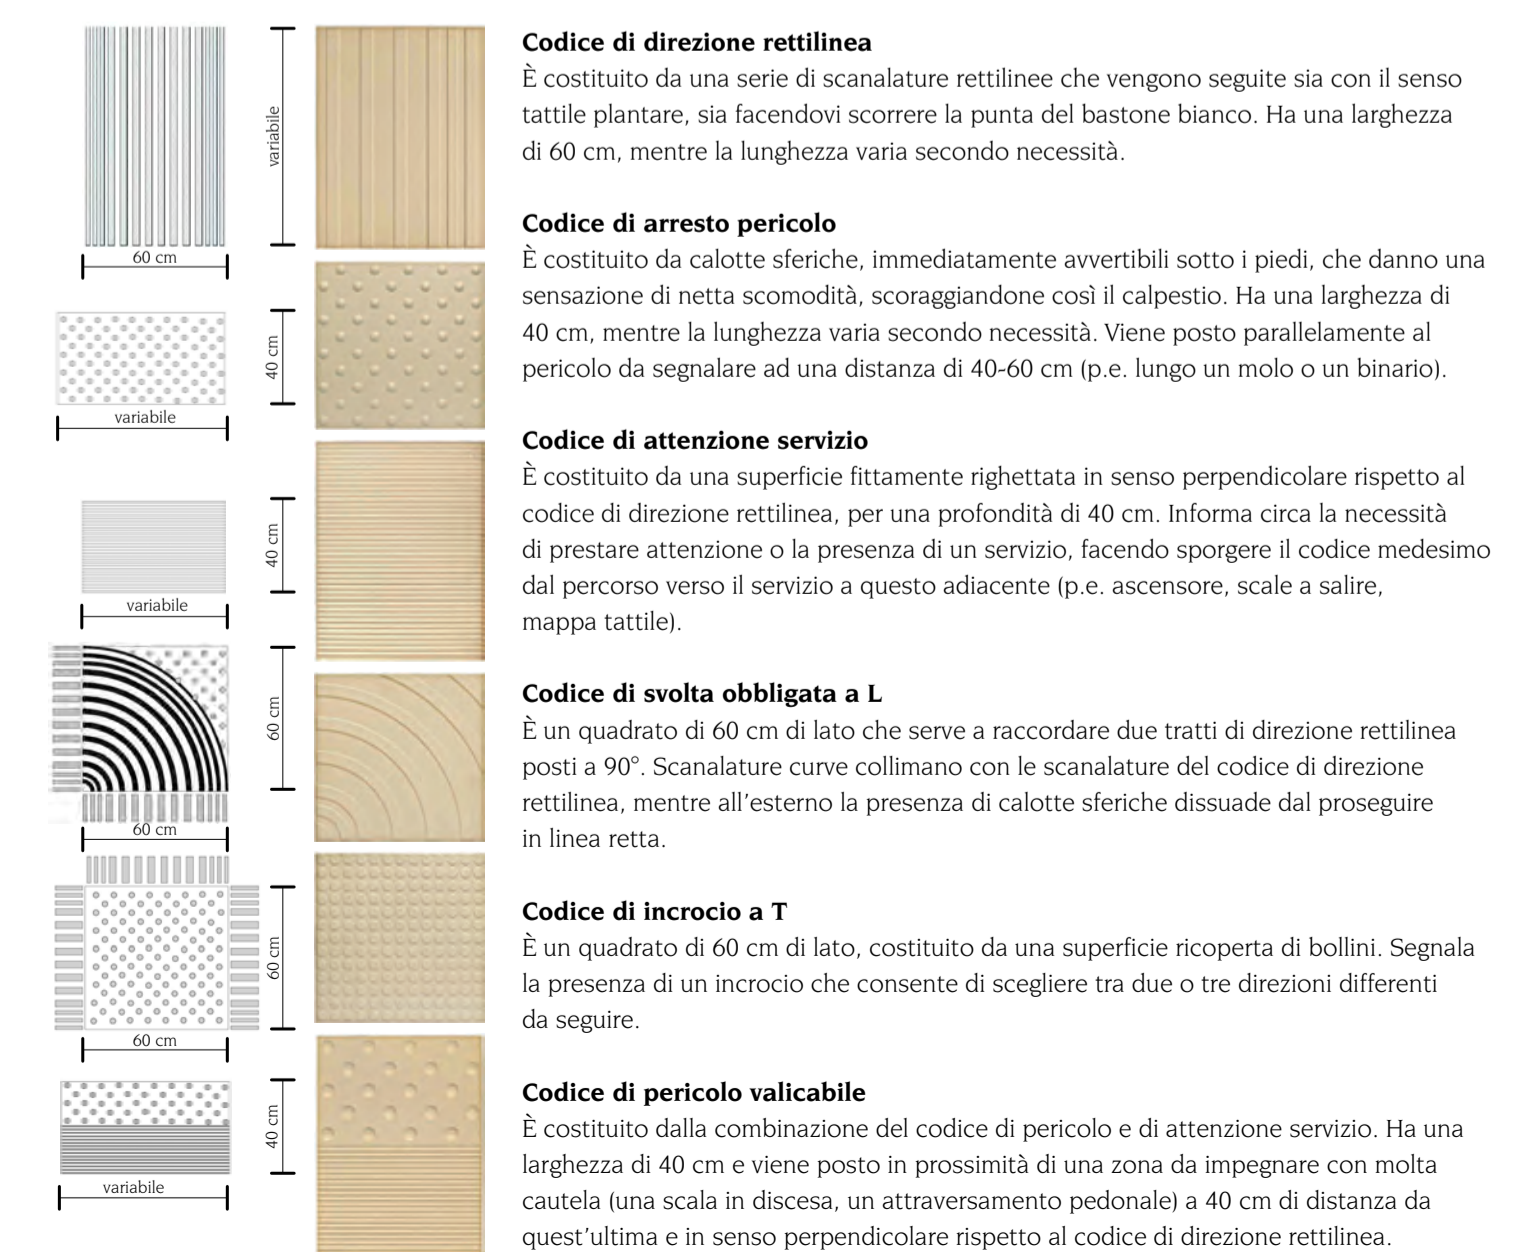 Codice di direzione rettilinea
È costituito da una serie di scanalature rettilinee che vengono seguite sia con il senso
tattile plantare, sia facendovi scorrere la punta del bastone bianco. Ha una larghezza
di 60 cm, mentre la lunghezza varia secondo necessità.
variabile
60 cm
Codice di arresto pericolo
È costituito da calotte sferiche, immediatamente avvertibili sotto i piedi, che danno una
sensazione di netta scomodità, scoraggiandone così il calpestio. Ha una larghezza di
40 cm, mentre la lunghezza varia secondo necessità. Viene posto parallelamente al
pericolo da segnalare ad una distanza di 40-60 cm (p.e. lungo un molo o un binario).
40 cm
variabile
Codice di attenzione servizio
È costituito da una superficie fittamente righettata in senso perpendicolare rispetto al
codice di direzione rettilinea, per una profondità di 40 cm. Informa circa la necessità
di prestare attenzione o la presenza di un servizio, facendo sporgere il codice medesimo
dal percorso verso il servizio a questo adiacente (p.e. ascensore, scale a salire,
mappa tattile).
40 cm
variabile
Codice di svolta obbligata a L
È un quadrato di 60 cm di lato che serve a raccordare due tratti di direzione rettilinea
posti a 90°. Scanalature curve collimano con le scanalature del codice di direzione
rettilinea, mentre all'esterno la presenza di calotte sferiche dissuade dal proseguire
in linea retta.
60 cm
60 cm
Codice di incrocio a T
È un quadrato di 60 cm di lato, costituito da una superficie ricoperta di bollini. Segnala
la presenza di un incrocio che consente di scegliere tra due o tre direzioni differenti
da seguire.
60 cm
60 cm
Codice di pericolo valicabile
È costituito dalla combinazione del codice di pericolo e di attenzione servizio. Ha una
larghezza di 40 cm e viene posto in prossimità di una zona da impegnare con molta
cautela (una scala in discesa, un attraversamento pedonale) a 40 cm di distanza da
quest'ultima e in senso perpendicolare rispetto al codice di direzione rettilinea.
40 cm
variabile